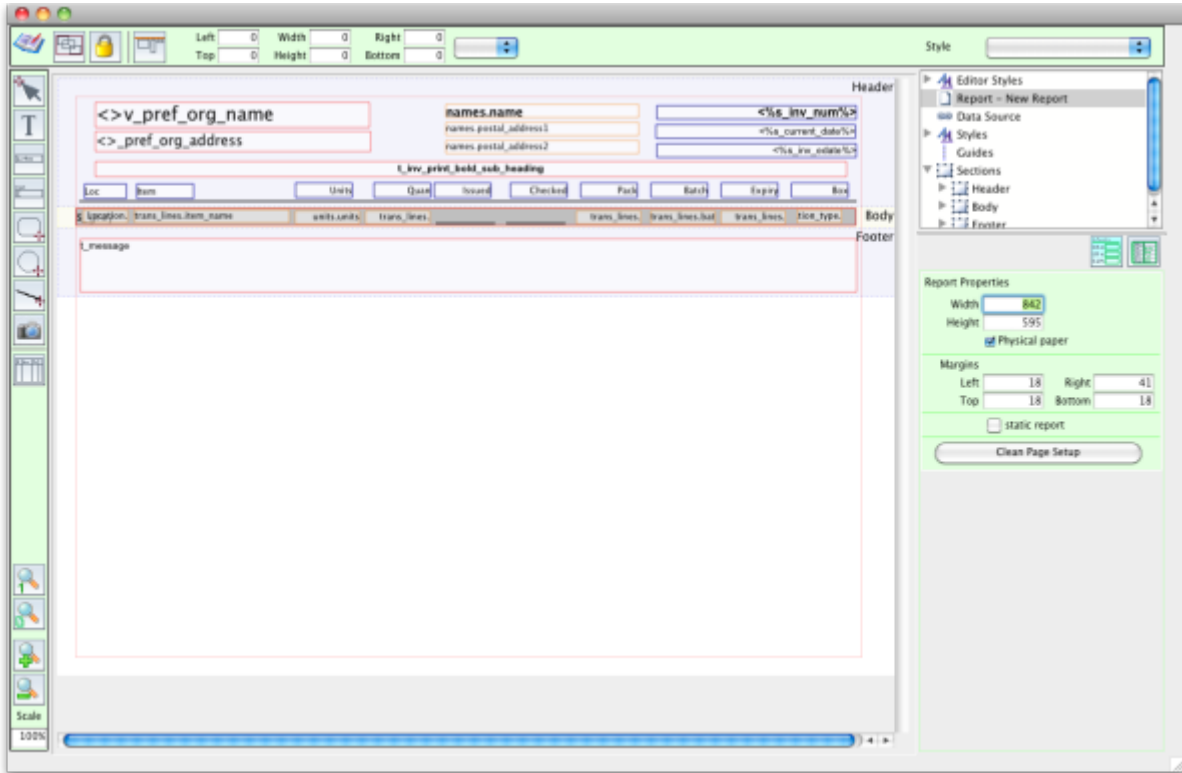 Left 0 Width 0 Right 0
Top 0 Height 0 Bottom 0
Style
Header
<>v_pref_org_name
<>_pref_org_address
names.name
names.postal_address1
names.postal_address2
<%s_inv_num%>
<%s_current_date%>
<%s_inv_edate%>
t_inv_print_bold_sub_heading
Loc Item Units Quan Issued Checked Pack Batch Expiry Box
trans_lines.item_name units.units trans_lines. trans_lines. trans_lines.bat trans_lines. tion_type. Body
Footer
t_message
Scale
100%
Editor Styles
Report - New Report
Data Source
Styles
Guides
Sections
Header
Body
Footer
Report Properties
Width 842
Height 595
Physical paper
Margins
Left 18 Right 41
Top 18 Bottom 18
static report
Clean Page Setup